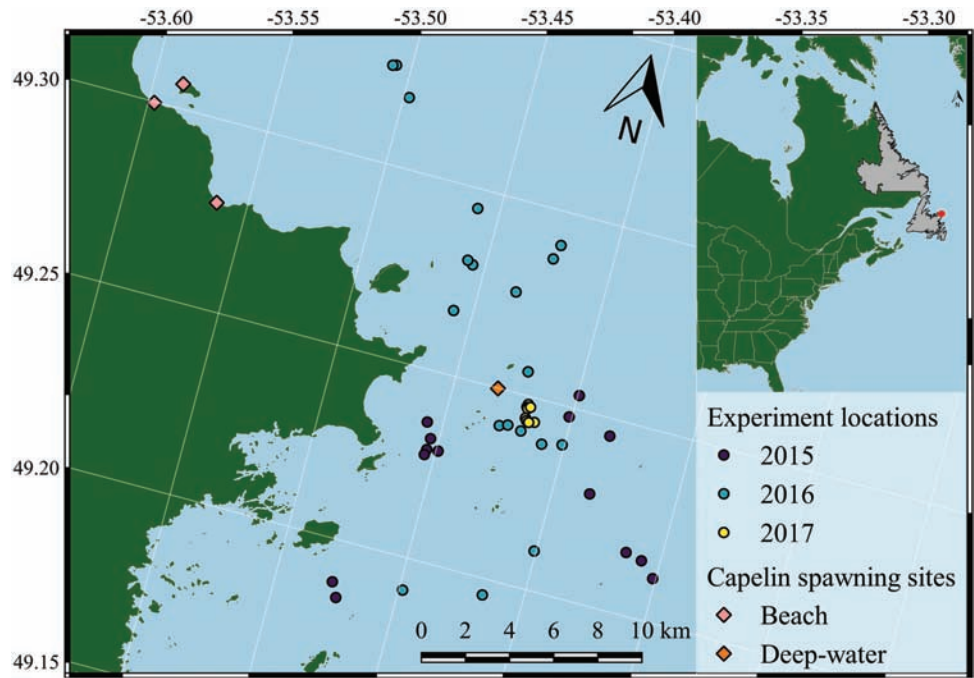 -53.60 -53.55 -53.50 -53.45 -53.40 -53.35 -53.30
49.30
49.25
49.20
49.15
N
Experiment locations
2015
2016
2017
Capelin spawning sites
Beach
Deep-water
0 2 4 6 8 10 km